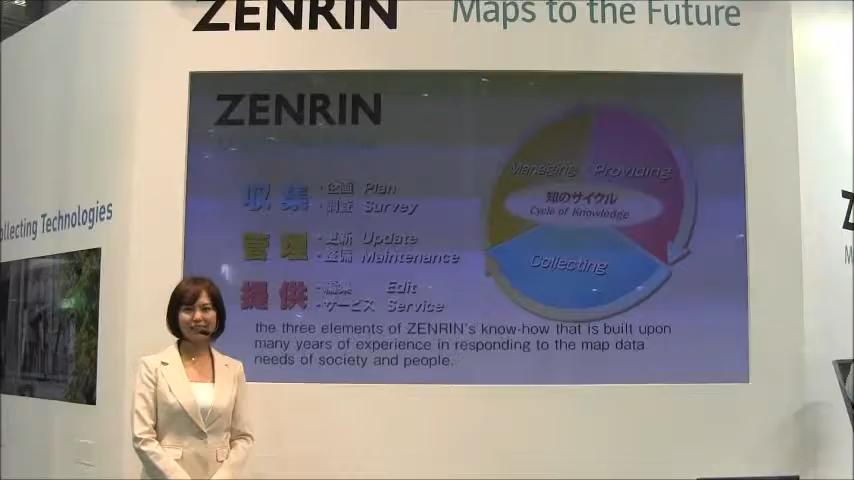 ZENRIN
Maps to the Future
ZENRIN
収集 ・企画 Plan
・調査 Survey
管理 ・更新 Update
・整備 Maintenance
提供 ・編集 Edit
・サービス Service
Managing
Providing
知のサイクル
Cycle of Knowledge
Collecting
the three elements of ZENRIN's know-how that is built upon
many years of experience in responding to the map data
needs of society and people.
ollecting Technologies
Z
M